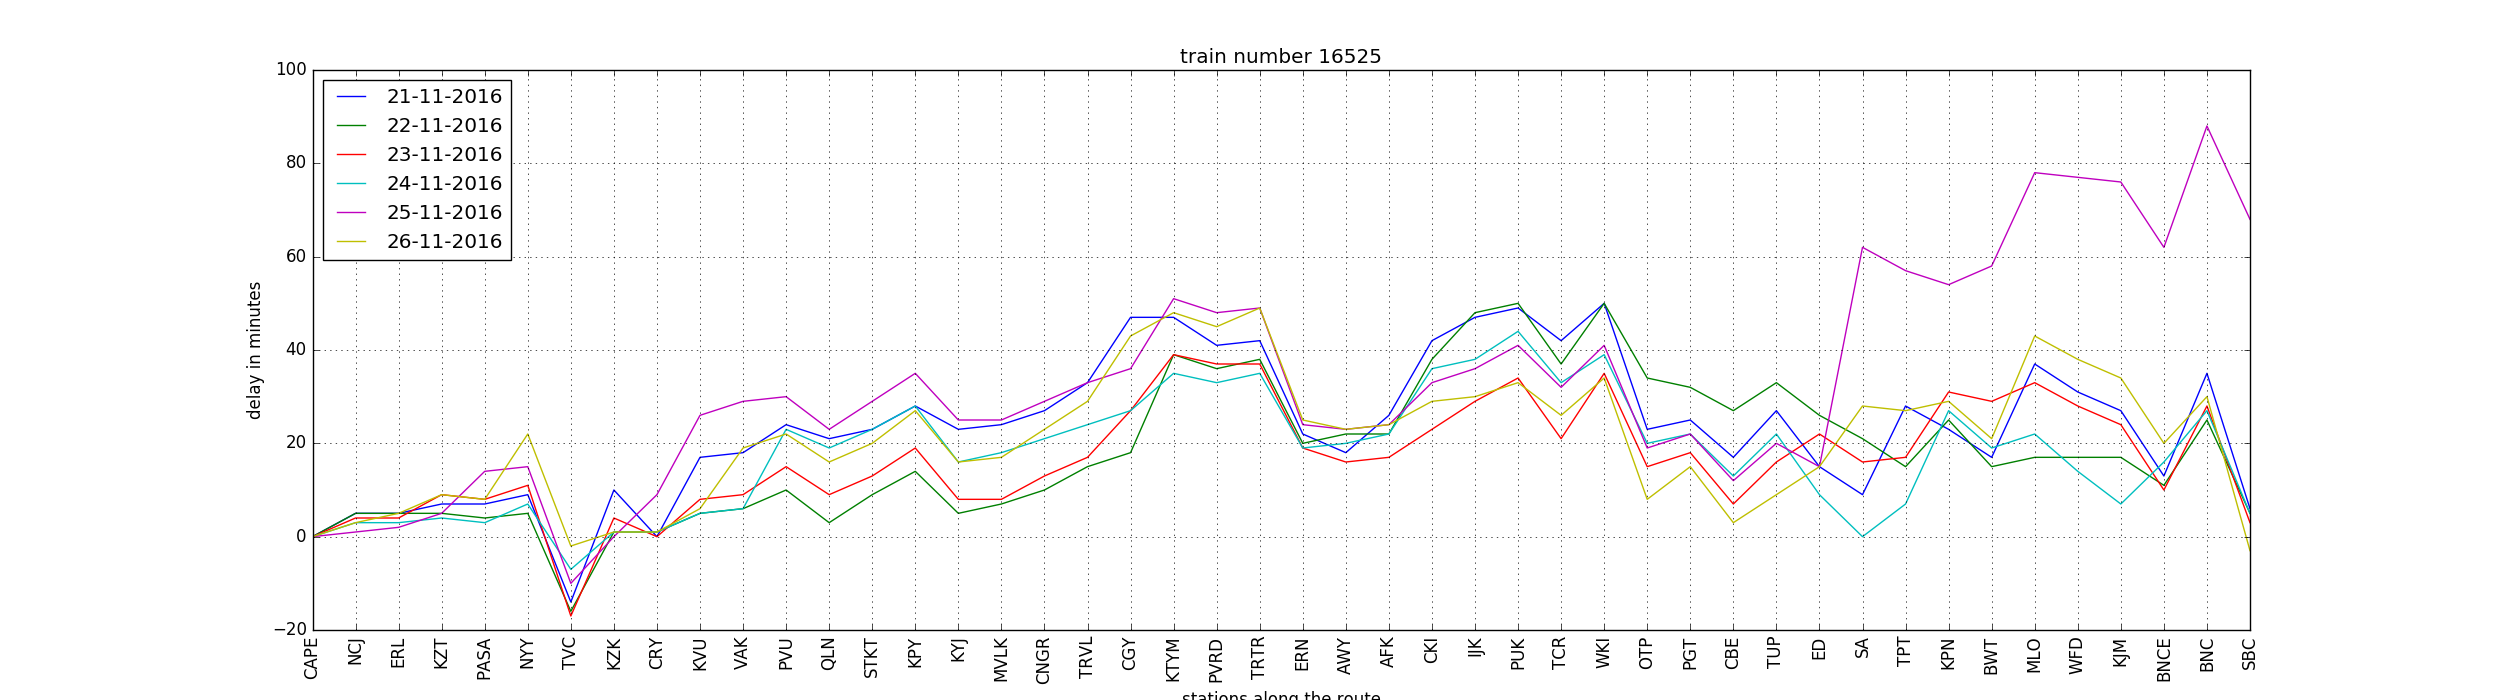 train number 16525
100
80
60
40
20
0
−20
delay in minutes
21-11-2016
22-11-2016
23-11-2016
24-11-2016
25-11-2016
26-11-2016
CAPE
NCJ
ERL
KZT
PASA
NYY
TVC
KZK
CRY
KVU
VAK
PVU
QLN
STKT
KPY
KYJ
MVLK
CNGR
TRVL
CGY
KTYM
PVRD
TRTR
ERN
AWY
AFK
CKI
IJK
PUK
TCR
WKI
OTP
PGT
CBE
TUP
ED
SA
TPT
KPN
BWT
MLO
WFD
KJM
BNCE
BNC
SBC
stations along the route